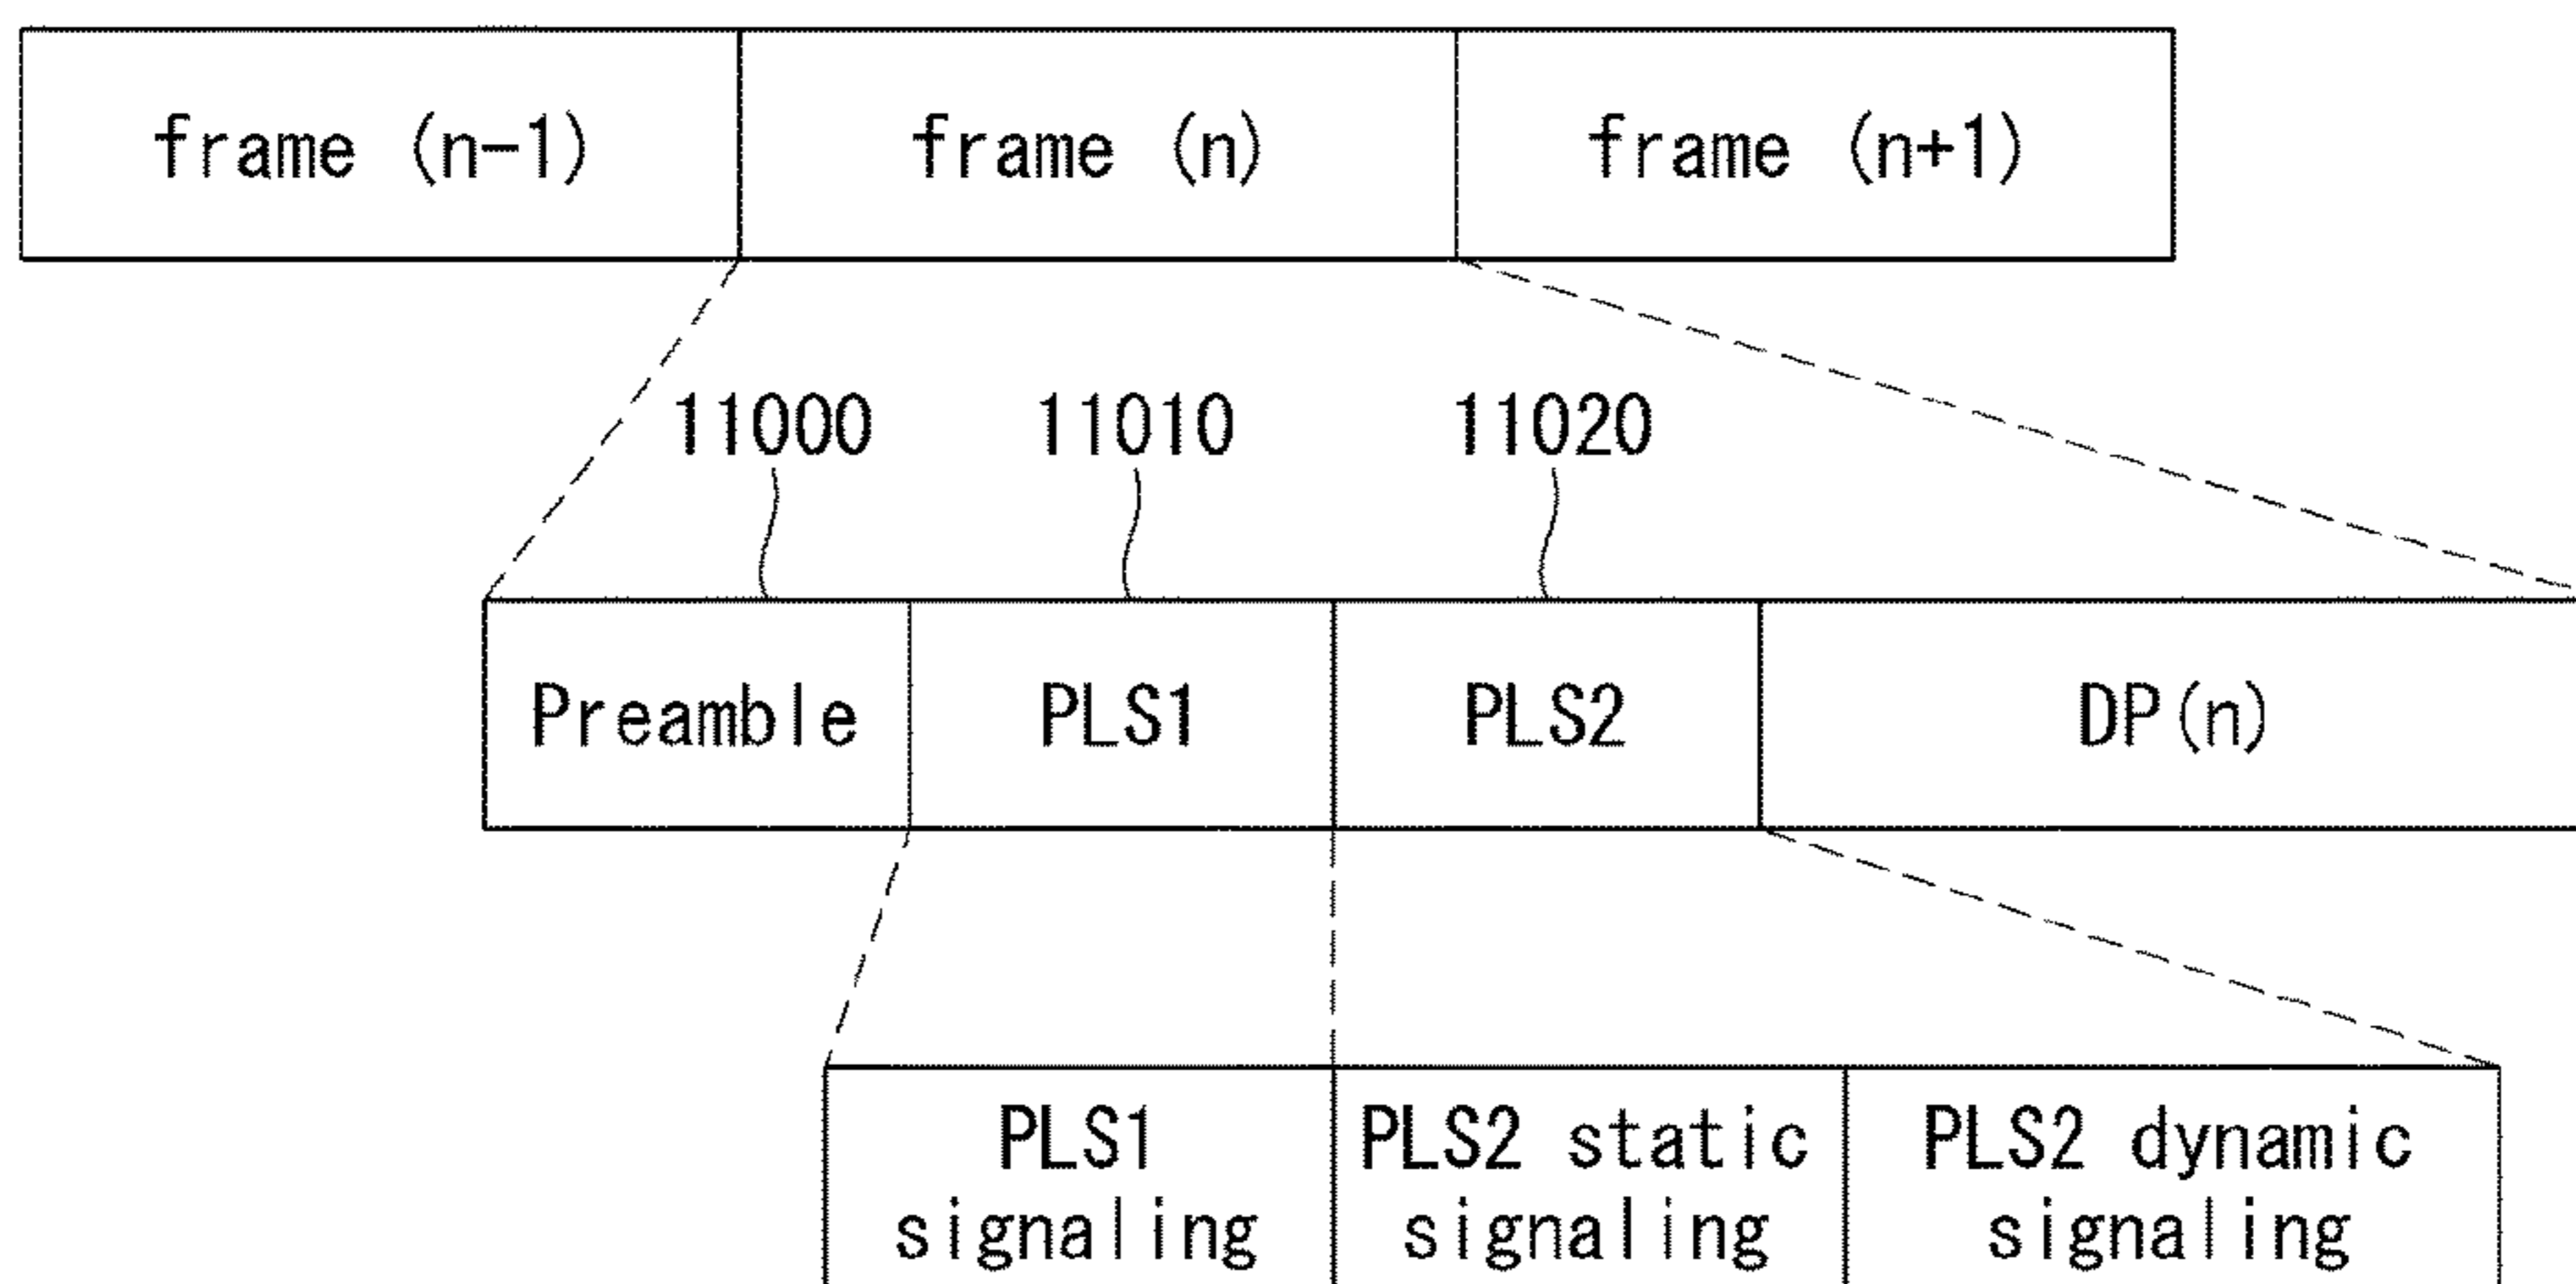 frame (n-1) frame (n) frame (n+1)
11000 11010 11020
Preamble PLS1 PLS2 DP(n)
PLS1 signaling
PLS2 static signaling
PLS2 dynamic signaling